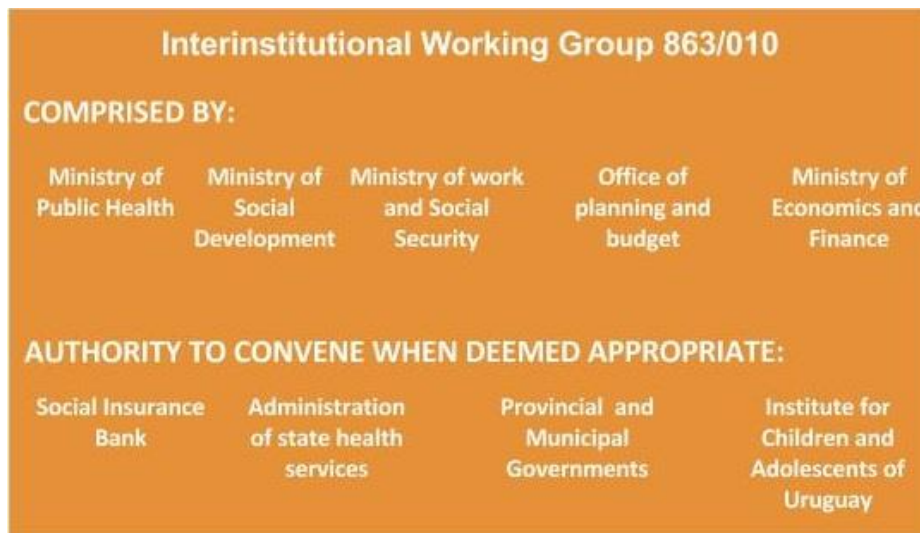 Interinstitutional Working Group 863/010
COMPRISED BY:
Ministry of Public Health
Ministry of Social Development
Ministry of work and Social Security
Office of planning and budget
Ministry of Economics and Finance
AUTHORITY TO CONVENE WHEN DEEMED APPROPRIATE:
Social Insurance Bank
Administration of state health services
Provincial and Municipal Governments
Institute for Children and Adolescents of Uruguay